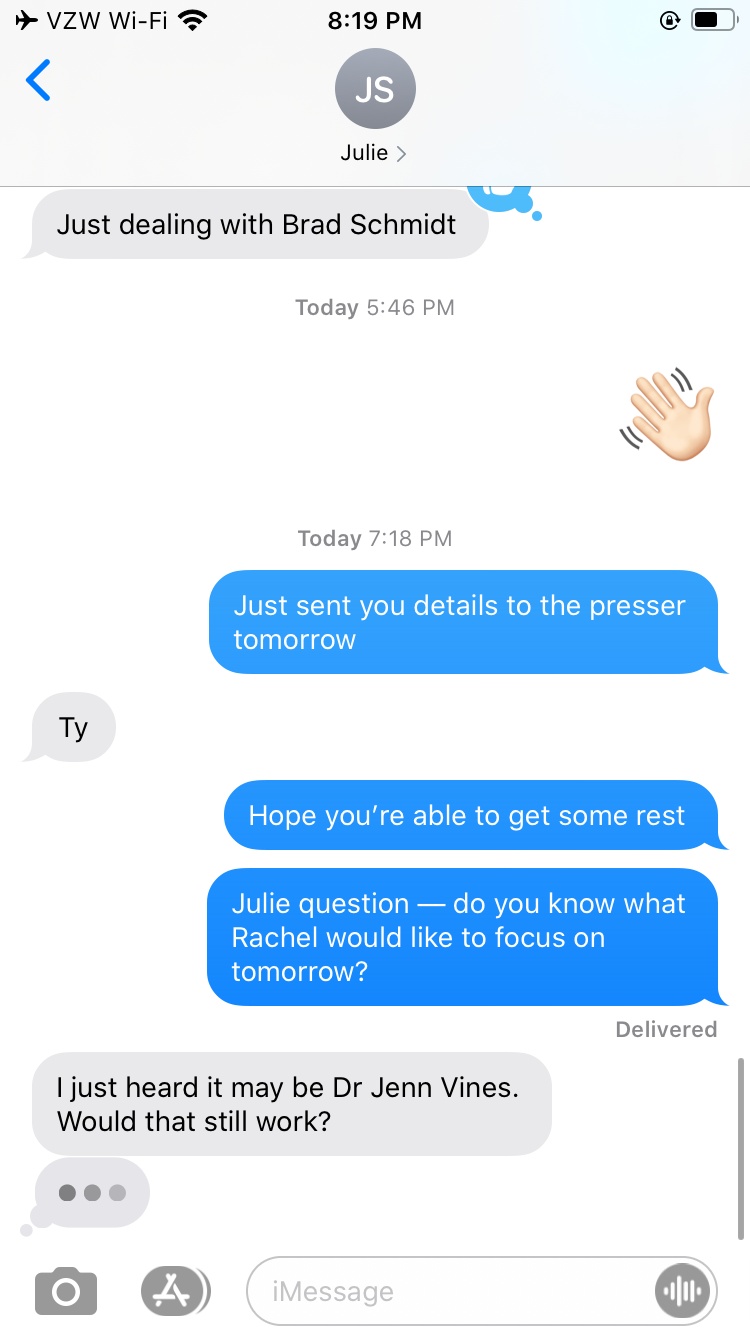 VZW Wi-Fi 8:19 PM
JS
Julie
Just dealing with Brad Schmidt
Today 5:46 PM
Today 7:18 PM
Just sent you details to the presser
tomorrow
Ty
Hope you’re able to get some rest
Julie question — do you know what
Rachel would like to focus on
tomorrow?
Delivered
I just heard it may be Dr Jenn Vines.
Would that still work?
iMessage